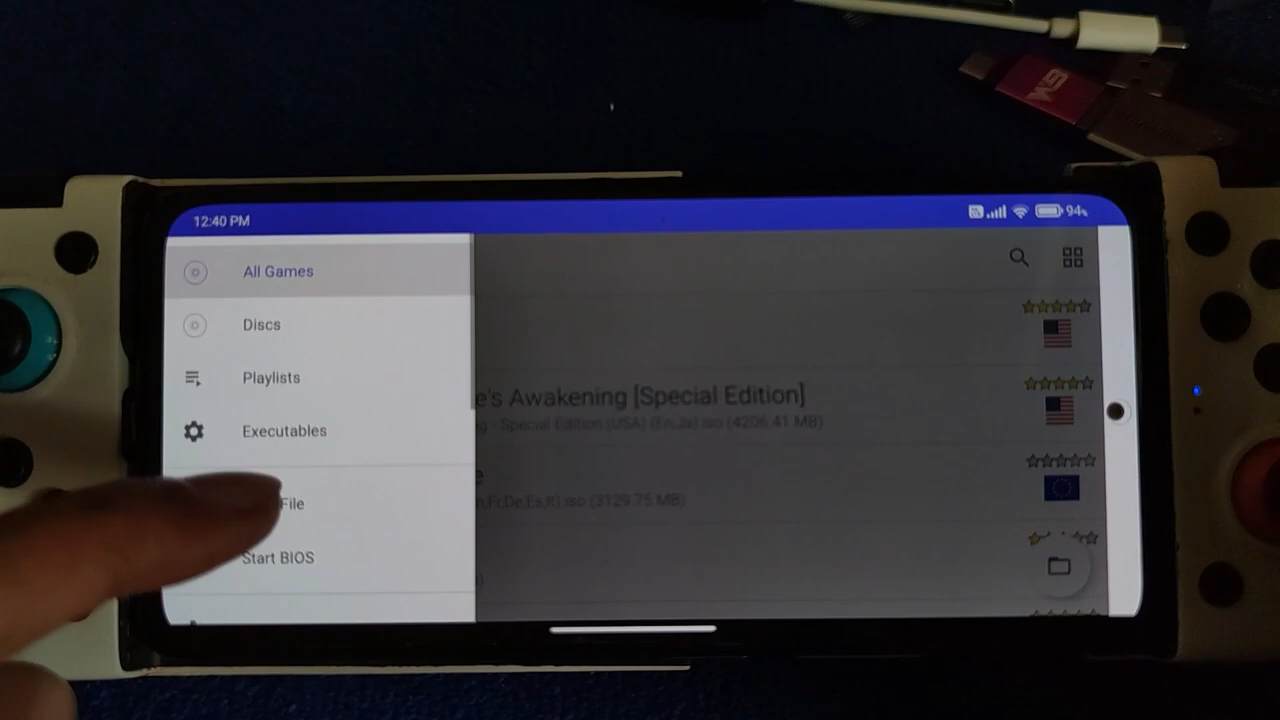 12:40 PM
94%
All Games
Discs
Playlists
Executables
File
Start BIOS
e's Awakening [Special Edition]
ng - Special Edition (USA) (En,Ja).iso (4206.41 MB)
e
n,Fr,De,Es,It).iso (3129.75 MB)